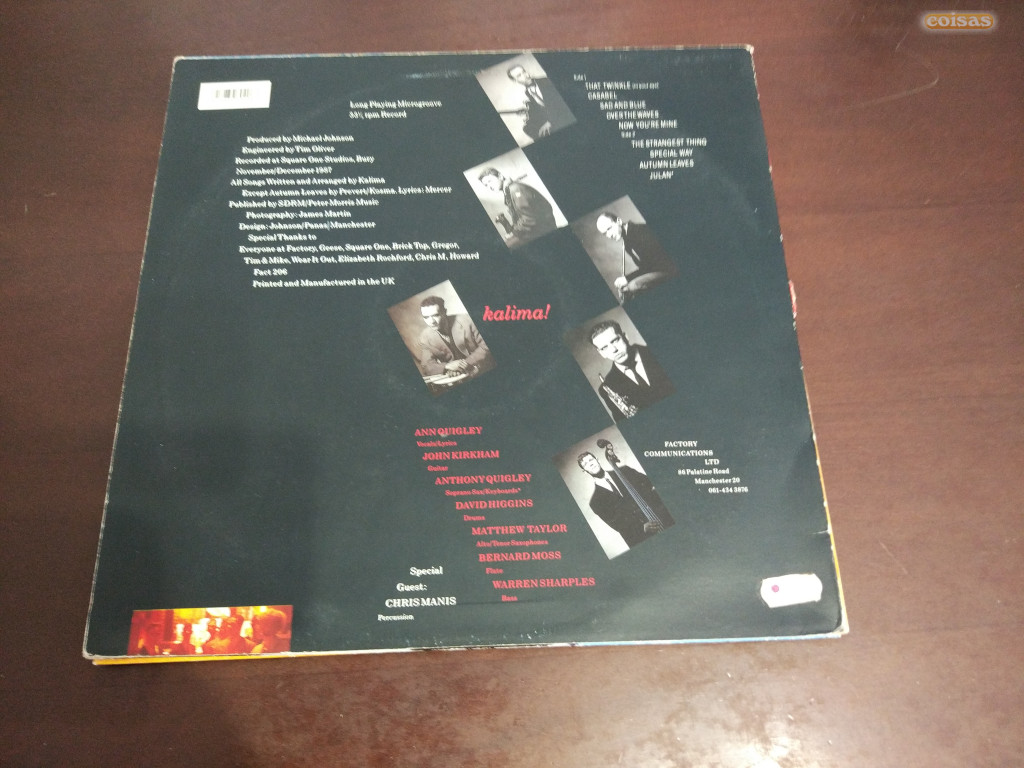 coisas
Long Playing Microgroove
33⅓ rpm Record
Produced by Michael Johnson
Engineered by Tim Oliver
Recorded at Square One Studios, Bury
November/December 1987
All Songs Written and Arranged by Kalima
Except Autumn Leaves by Prevert/Kosma. Lyrics: Mercer
Published by SDRM/Peter Morris Music
Photography: James Martin
Design: Johnson/Panas/Manchester
Special Thanks to
Everyone at Factory, Geese, Square One, Brick Top, Gregor,
Tim & Mike, Wear It Out, Elizabeth Rochford, Chris M, Howard
Fact 206
Printed and Manufactured in the UK
Side 1
THAT TWINKLE
CASABEL
SAD AND BLUE
OVER THE WAVES
NOW YOU'RE MINE
Side 2
THE STRANGEST THING
SPECIAL WAY
AUTUMN LEAVES
JULAN'
kalima!
ANN QUIGLEY
Vocals/Lyrics
JOHN KIRKHAM
Guitar
ANTHONY QUIGLEY
Soprano Sax/Keyboards*
DAVID HIGGINS
Drums
MATTHEW TAYLOR
Alto/Tenor Saxophones
BERNARD MOSS
Flute
WARREN SHARPLES
Bass
Special
Guest:
CHRIS MANIS
Percussion
FACTORY
COMMUNICATIONS
LTD
86 Palatine Road
Manchester 20
061-434 3876